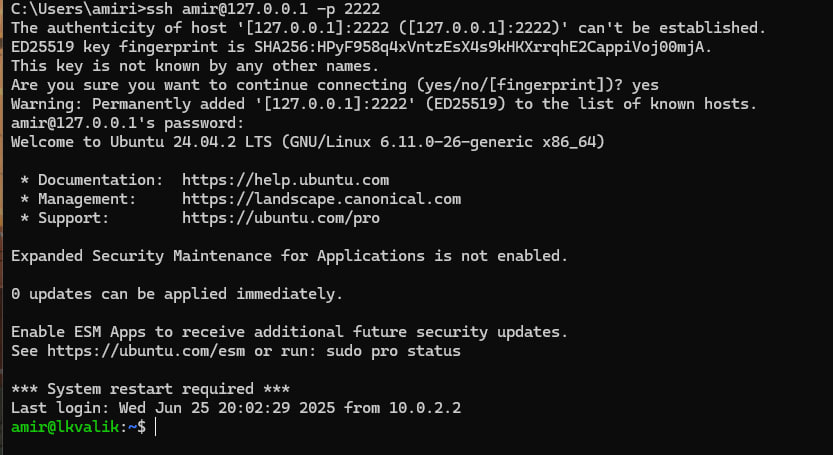 C:\Users\amiri>ssh amir@127.0.0.1 -p 2222
The authenticity of host '[127.0.0.1]:2222 ([127.0.0.1]:2222)' can't be established.
ED25519 key fingerprint is SHA256:HPyF958q4xVntzEsX4s9kHKXrrqhE2CappiVoj00mjA.
This key is not known by any other names.
Are you sure you want to continue connecting (yes/no/[fingerprint])? yes
Warning: Permanently added '[127.0.0.1]:2222' (ED25519) to the list of known hosts.
amir@127.0.0.1's password:
Welcome to Ubuntu 24.04.2 LTS (GNU/Linux 6.11.0-26-generic x86_64)
* Documentation: https://help.ubuntu.com
* Management: https://landscape.canonical.com
* Support: https://ubuntu.com/pro
Expanded Security Maintenance for Applications is not enabled.
0 updates can be applied immediately.
Enable ESM Apps to receive additional future security updates.
See https://ubuntu.com/esm or run: sudo pro status
*** System restart required ***
Last login: Wed Jun 25 20:02:29 2025 from 10.0.2.2
amir@lkvalik:~$